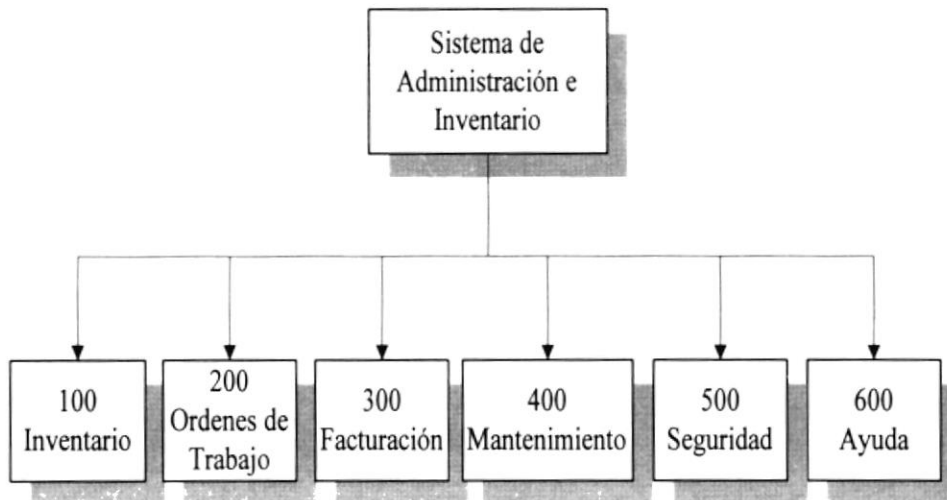 Sistema de
Administración e
Inventario
100
Inventario
200
Ordenes de
Trabajo
300
Facturación
400
Mantenimiento
500
Seguridad
600
Ayuda